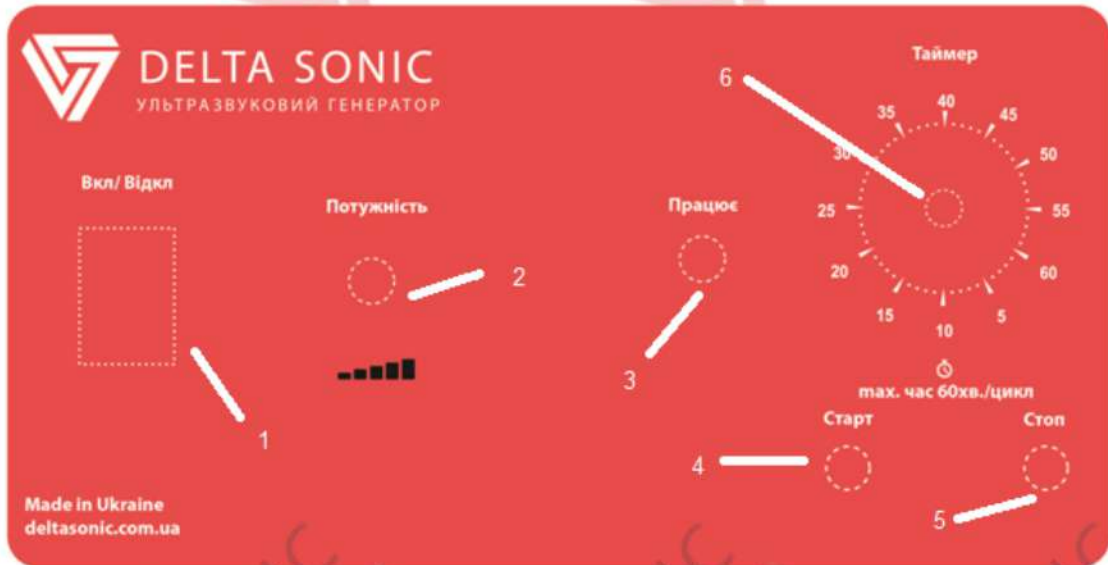 DELTA SONIC
УЛЬТРАЗВУКОВИЙ ГЕНЕРАТОР
Таймер
6
35
40
45
30
50
25
55
20
60
15
10
5
Вкл/ Відкл
Потужність
Працює
2
3
1
max. час 60хв./цикл
Старт
Стоп
4
5
Made in Ukraine
deltasonic.com.ua